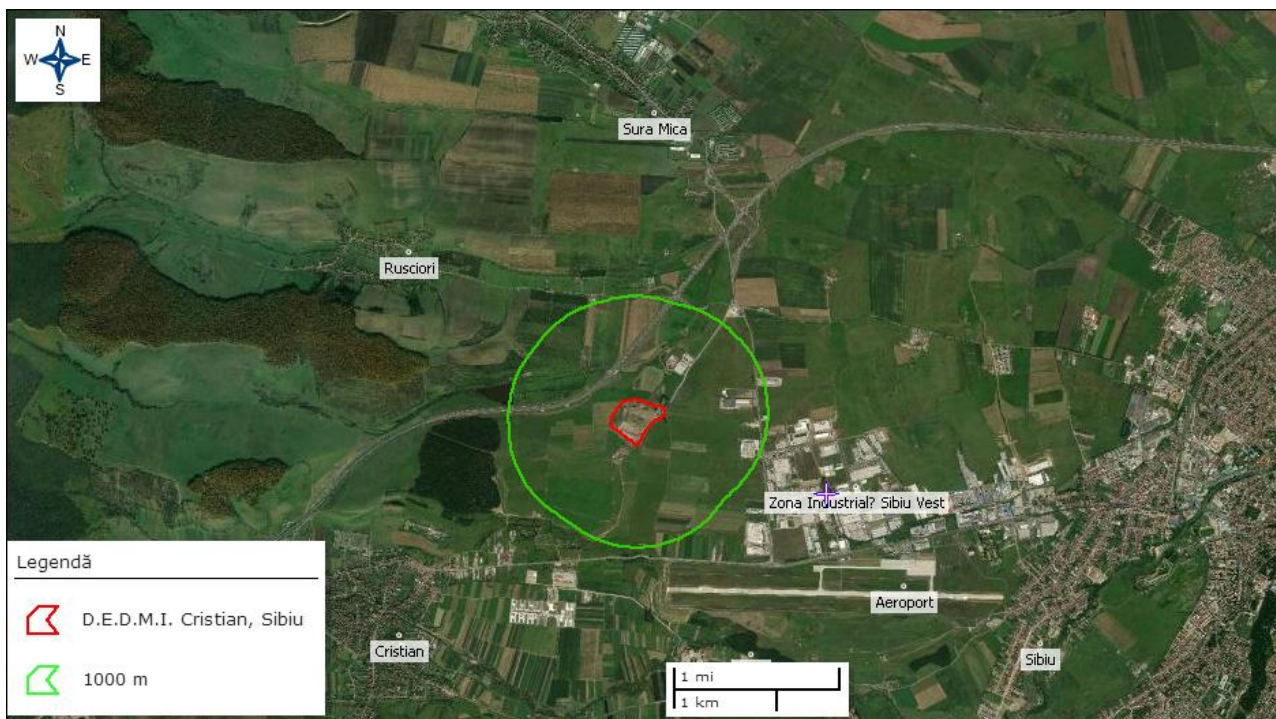 N
W E
S
Sura Mica
Rusciori
Zona Industrial? Sibiu Vest
Aeroport
Cristian
Sibiu
Legendă
D.E.D.M.I. Cristian, Sibiu
1000 m
1 mi
1 km